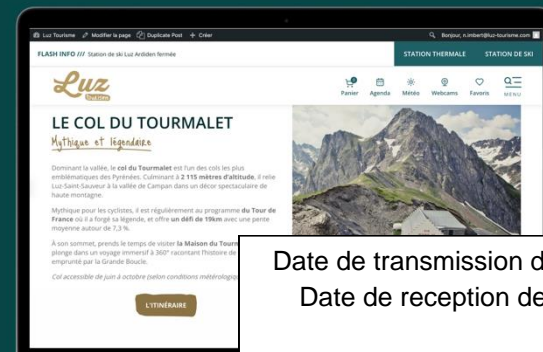 Luz Tourisme Modifier la page Duplicate Post + Créer Bonjour, n.imbert@luz-tourisme.com
FLASH INFO /// Station de ski Luz Ardiden fermée
STATION THERMALE STATION DE SKI
Luz
Tourisme
Panier Agenda Météo Webcams Favoris MENU
LE COL DU TOURMALET
Mythique et légendaire
Dominant la vallée, le col du Tourmalet est l'un des cols les plus
emblématiques des Pyrénées. Culminant à 2 115 mètres d'altitude, il relie
Luz-Saint-Sauveur à la vallée de Campan dans un décor spectaculaire de
haute montagne.
Mythique pour les cyclistes, il est régulièrement au programme du Tour de
France où il a forgé sa légende, et offre un défi de 19km avec une pente
moyenne autour de 7,3 %.
À son sommet, prends le temps de visiter la Maison du Tourm
plonge dans un voyage immersif à 360° racontant l'histoire de
emprunté par la Grande Boucle.
Col accessible de juin à octobre (selon conditions météorologiq
L'ITINÉRAIRE
Date de transmission d
Date de reception de